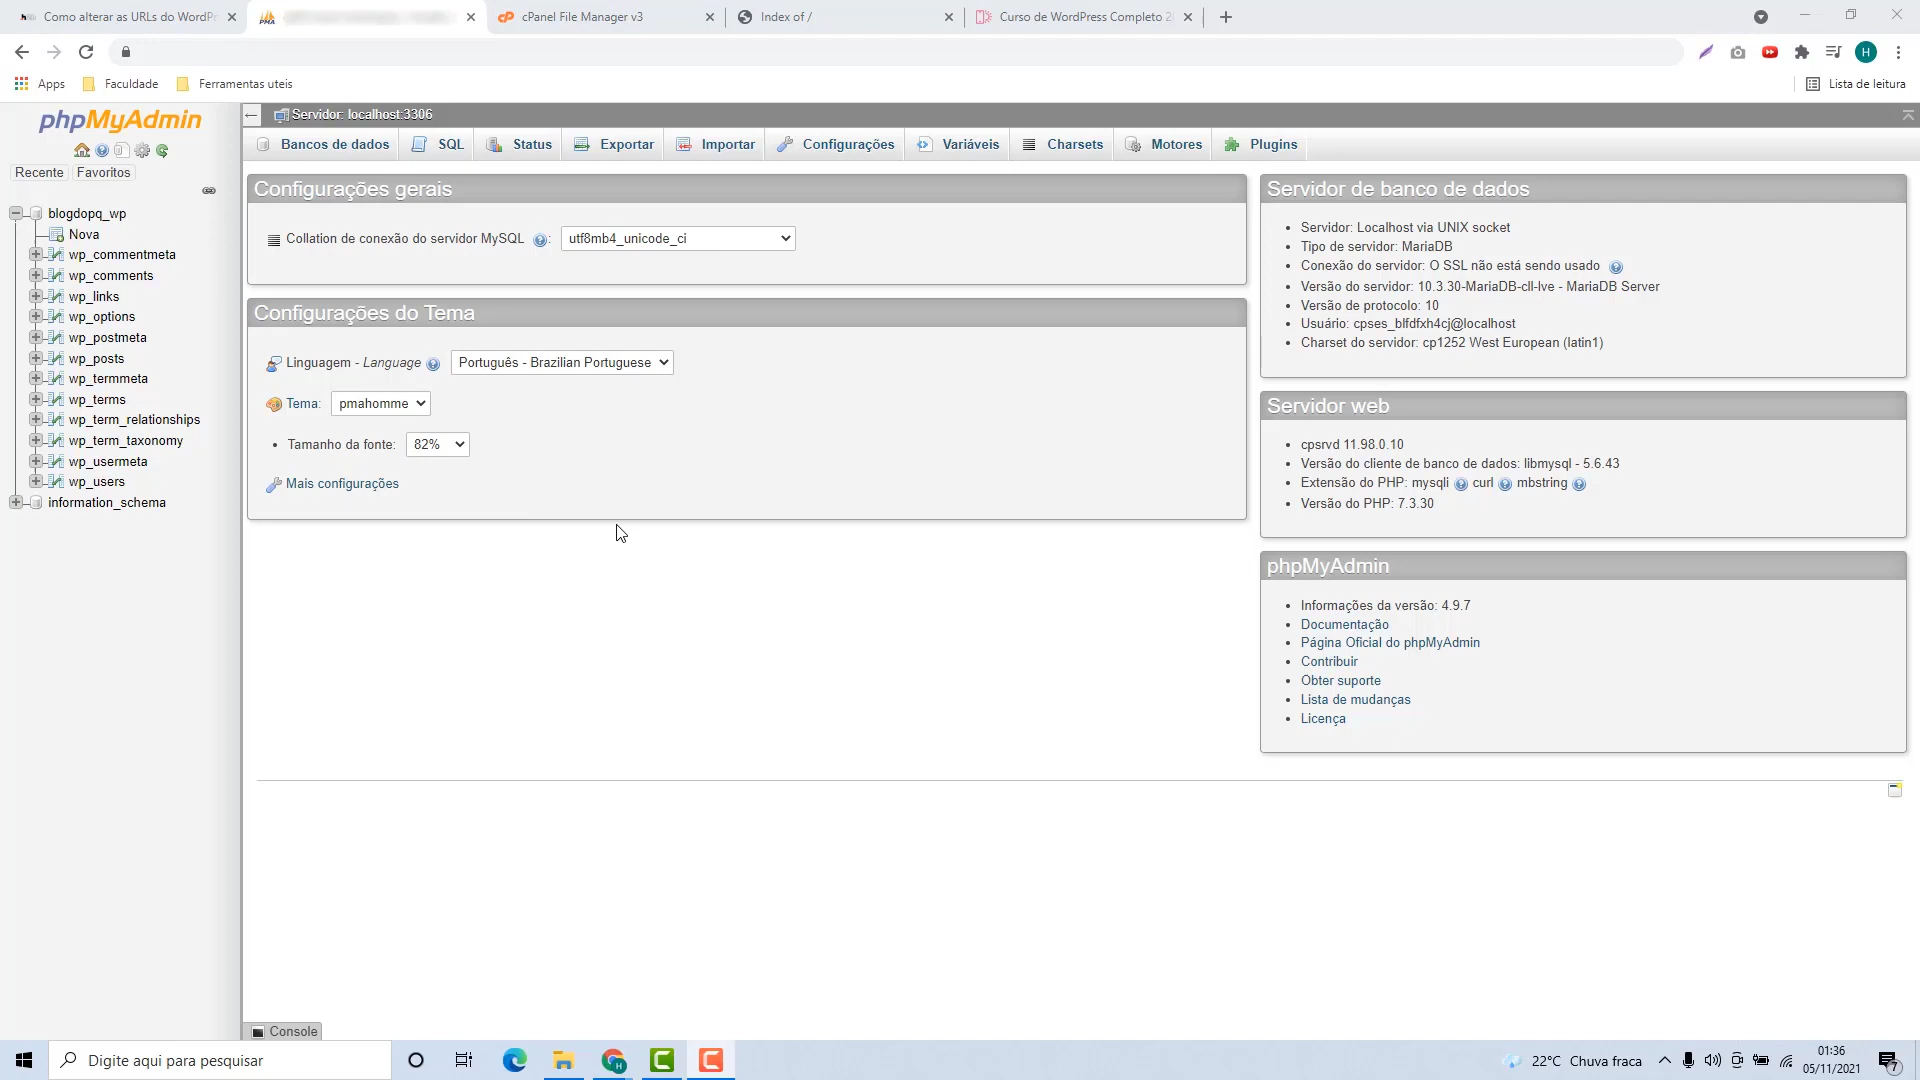 Como alterar as URLs do WordPr
PMA
cPanel File Manager v3
Index of /
Curso de WordPress Completo 2
H
Apps
Faculdade
Ferramentas uteis
Lista de leitura
phpMyAdmin
Recente
Favoritos
blogdopq_wp
Nova
wp_commentmeta
wp_comments
wp_links
wp_options
wp_postmeta
wp_posts
wp_termmeta
wp_terms
wp_term_relationships
wp_term_taxonomy
wp_usermeta
wp_users
information_schema
Servidor: localhost:3306
Bancos de dados
SQL
Status
Exportar
Importar
Configurações
Variáveis
Charsets
Motores
Plugins
Configurações gerais
Collation de conexão do servidor MySQL : utf8mb4_unicode_ci
Configurações do Tema
Linguagem - Language Português - Brazilian Portuguese
Tema: pmahomme
• Tamanho da fonte: 82%
Mais configurações
Servidor de banco de dados
• Servidor: Localhost via UNIX socket
• Tipo de servidor: MariaDB
• Conexão do servidor: O SSL não está sendo usado
• Versão do servidor: 10.3.30-MariaDB-cll-lve - MariaDB Server
• Versão de protocolo: 10
• Usuário: cpses_blfdfxh4cj@localhost
• Charset do servidor: cp1252 West European (latin1)
Servidor web
• cpsrvd 11.98.0.10
• Versão do cliente de banco de dados: libmysql - 5.6.43
• Extensão do PHP: mysqli curl mbstring
• Versão do PHP: 7.3.30
phpMyAdmin
• Informações da versão: 4.9.7
• Documentação
• Página Oficial do phpMyAdmin
• Contribuir
• Obter suporte
• Lista de mudanças
• Licença
Console
Digite aqui para pesquisar
22°C Chuva fraca
01:36
05/11/2021
7